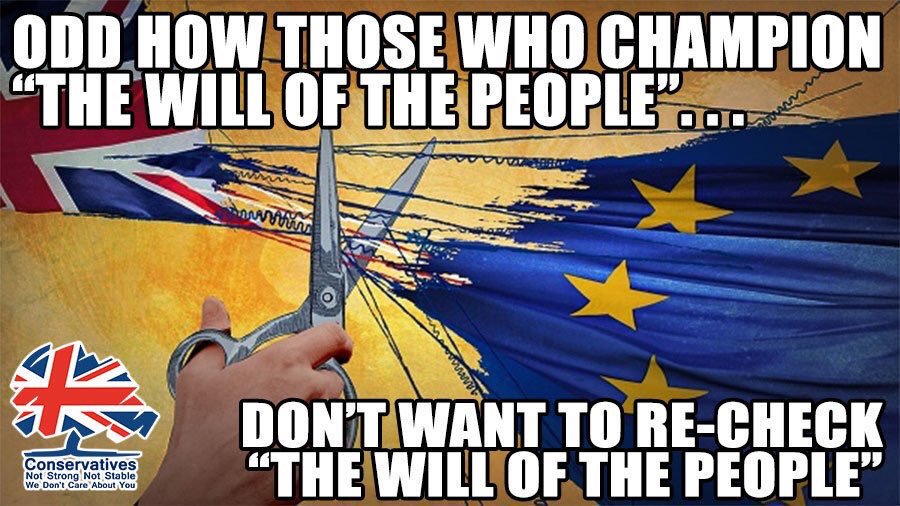 ODD HOW THOSE WHO CHAMPION
“THE WILL OF THE PEOPLE”. . .
DON’T WANT TO RE-CHECK
“THE WILL OF THE PEOPLE”
Conservatives
Not Strong Not Stable
We Don't Care About You